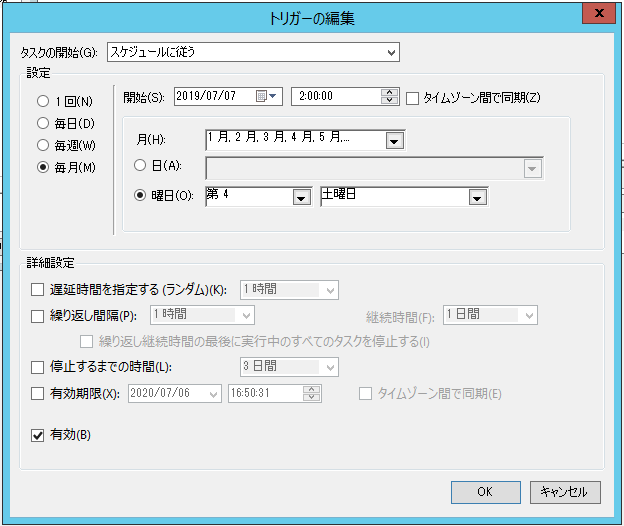 トリガーの編集
x
タスクの開始(G): スケジュールに従う
設定
1 回(N)
毎日(D)
毎週(W)
毎月(M)
開始(S): 2019/07/07 2:00:00 タイムゾーン間で同期(Z)
月(H): 1 月, 2 月, 3 月, 4 月, 5 月,...
日(A):
曜日(O): 第 4 土曜日
詳細設定
遅延時間を指定する (ランダム)(K): 1 時間
繰り返し間隔(P): 1 時間 継続時間(F): 1 日間
繰り返し継続時間の最後に実行中のすべてのタスクを停止する(I)
停止するまでの時間(L): 3 日間
有効期限(X): 2020/07/06 16:50:31 タイムゾーン間で同期(E)
有効(B)
OK キャンセル